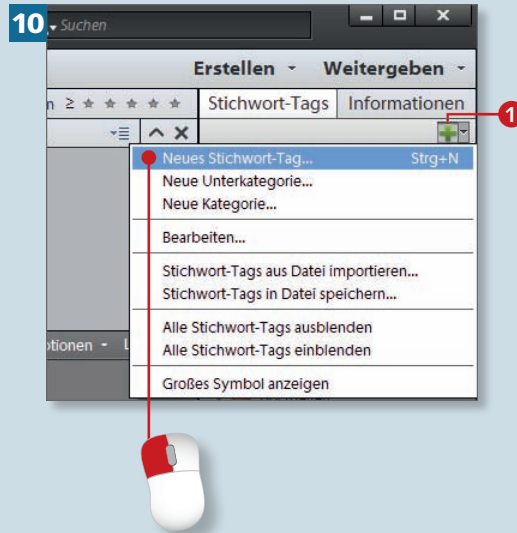 10
Suchen
Erstellen Weitergeben
n ≥
Stichwort-Tags Informationen
1
Neues Stichwort-Tag... Strg+N
Neue Unterkategorie...
Neue Kategorie...
Bearbeiten...
Stichwort-Tags aus Datei importieren...
Stichwort-Tags in Datei speichern...
Alle Stichwort-Tags ausblenden
Alle Stichwort-Tags einblenden
Großes Symbol anzeigen